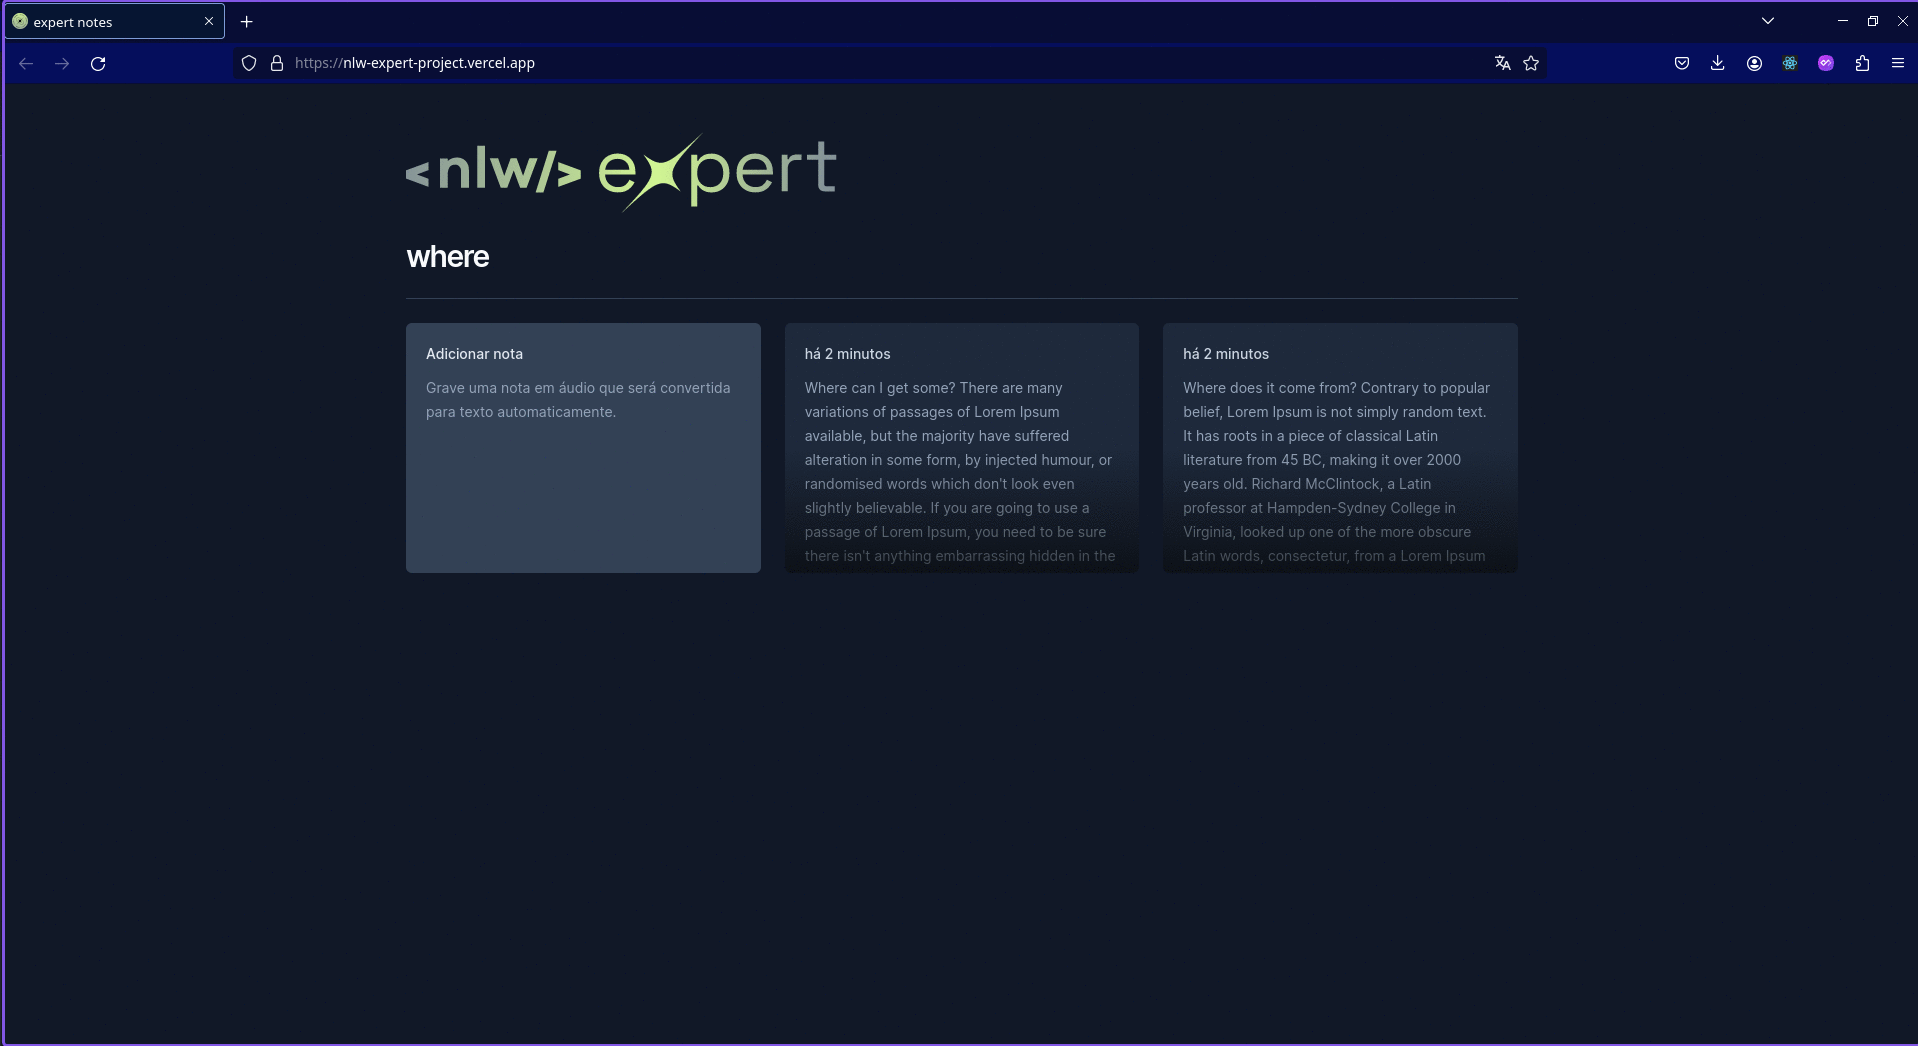 expert notes
https://nlw-expert-project.vercel.app
<nlw/> expert
where
Adicionar nota
Grave uma nota em áudio que será convertida
para texto automaticamente.
há 2 minutos
Where can I get some? There are many
variations of passages of Lorem Ipsum
available, but the majority have suffered
alteration in some form, by injected humour, or
randomised words which don't look even
slightly believable. If you are going to use a
passage of Lorem Ipsum, you need to be sure
there isn't anything embarrassing hidden in the
há 2 minutos
Where does it come from? Contrary to popular
belief, Lorem Ipsum is not simply random text.
It has roots in a piece of classical Latin
literature from 45 BC, making it over 2000
years old. Richard McClintock, a Latin
professor at Hampden-Sydney College in
Virginia, looked up one of the more obscure
Latin words, consectetur, from a Lorem Ipsum